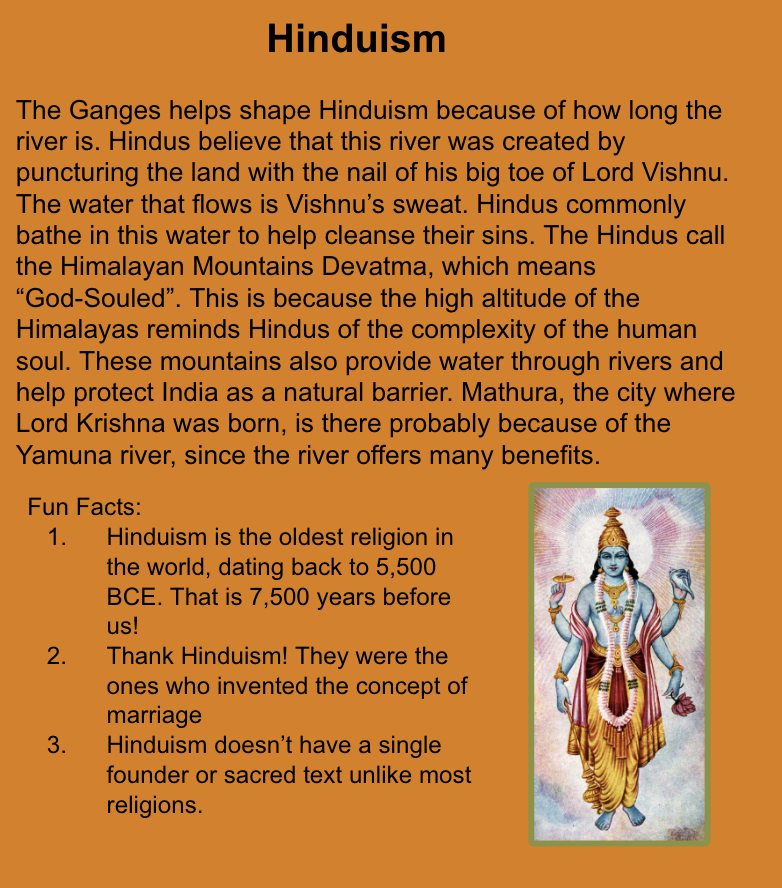 Hinduism
The Ganges helps shape Hinduism because of how long the
river is. Hindus believe that this river was created by
puncturing the land with the nail of his big toe of Lord Vishnu.
The water that flows is Vishnu’s sweat. Hindus commonly
bathe in this water to help cleanse their sins. The Hindus call
the Himalayan Mountains Devatma, which means
“God-Souled”. This is because the high altitude of the
Himalayas reminds Hindus of the complexity of the human
soul. These mountains also provide water through rivers and
help protect India as a natural barrier. Mathura, the city where
Lord Krishna was born, is there probably because of the
Yamuna river, since the river offers many benefits.
Fun Facts:
1. Hinduism is the oldest religion in
the world, dating back to 5,500
BCE. That is 7,500 years before
us!
2. Thank Hinduism! They were the
ones who invented the concept of
marriage
3. Hinduism doesn’t have a single
founder or sacred text unlike most
religions.